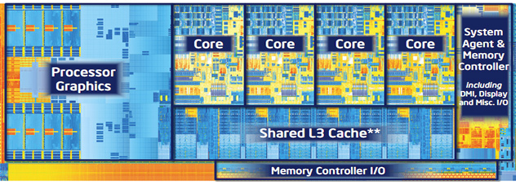 Processor
Graphics
Core
Core
Core
Core
Shared L3 Cache**
Memory Controller I/O
System
Agent &
Memory
Controller
Including
DMI, Display
and Misc. I/O